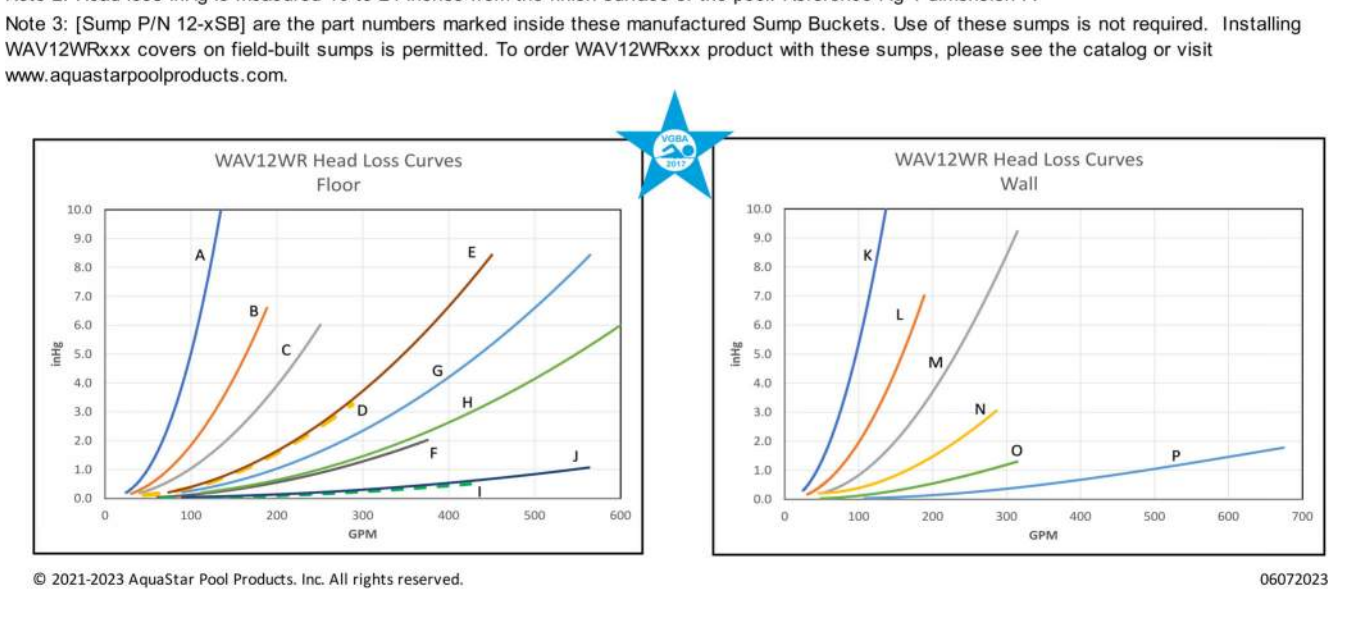 Note 3: [Sump P/N 12-xSB] are the part numbers marked inside these manufactured Sump Buckets. Use of these sumps is not required. Installing
WAV12WRxxx covers on field-built sumps is permitted. To order WAV12WRxxx product with these sumps, please see the catalog or visit
www.aquastarpoolproducts.com.
VGBA
2017
WAV12WR Head Loss Curves
Floor
10.0
9.0
8.0
7.0
6.0
5.0
4.0
3.0
2.0
1.0
0.0
inHg
A
B
C
D
E
F
G
H
I
J
0 100 200 300 400 500 600
GPM
WAV12WR Head Loss Curves
Wall
10.0
9.0
8.0
7.0
6.0
5.0
4.0
3.0
2.0
1.0
0.0
inHg
K
L
M
N
O
P
0 100 200 300 400 500 600 700
GPM
© 2021-2023 AquaStar Pool Products. Inc. All rights reserved.
06072023